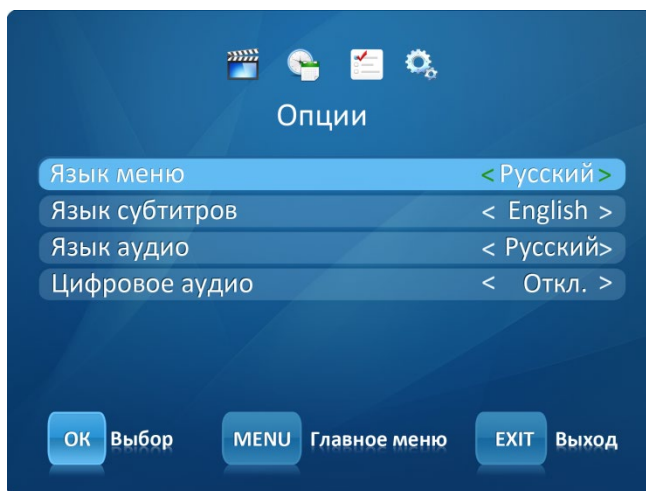 Опции
Язык меню < Русский >
Язык субтитров < English >
Язык аудио < Русский>
Цифровое аудио < Откл. >
OK Выбор MENU Главное меню EXIT Выход